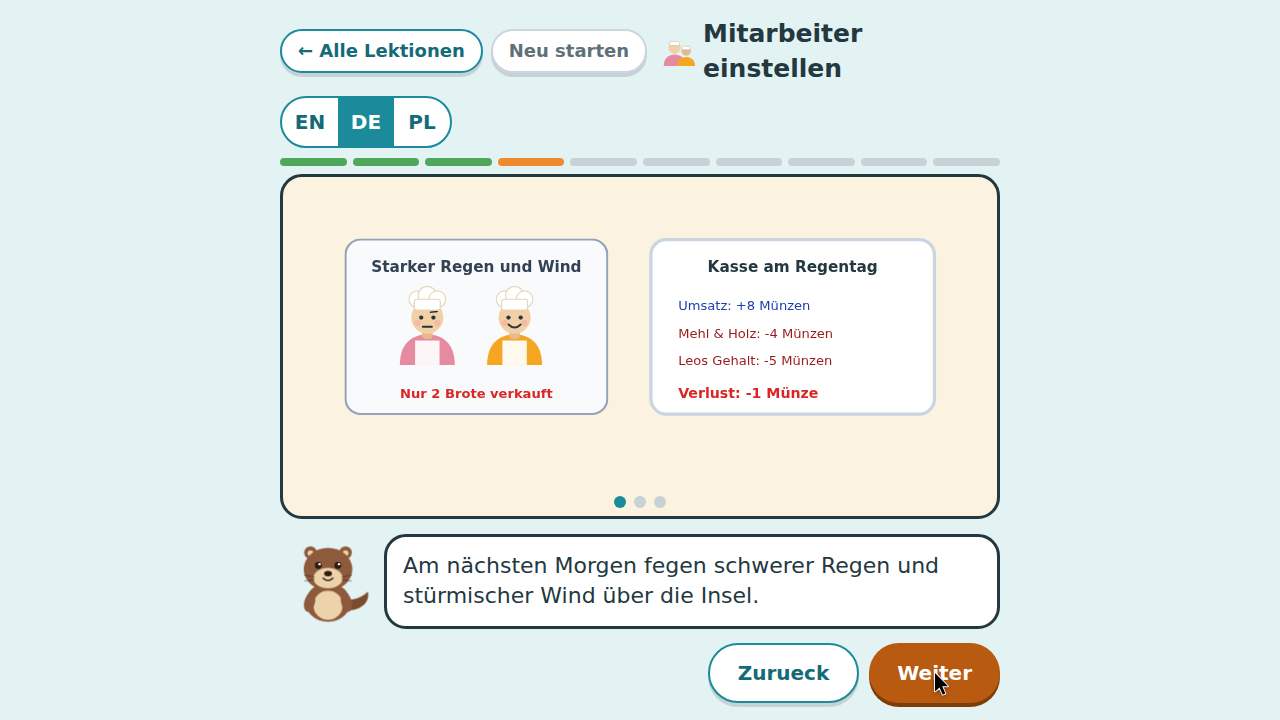 ← Alle Lektionen
Neu starten
Mitarbeiter
einstellen
EN DE PL
Starker Regen und Wind
Nur 2 Brote verkauft
Kasse am Regentag
Umsatz: +8 Münzen
Mehl & Holz: -4 Münzen
Leos Gehalt: -5 Münzen
Verlust: -1 Münze
Am nächsten Morgen fegen schwerer Regen und
stürmischer Wind über die Insel.
Zurueck
Weiter